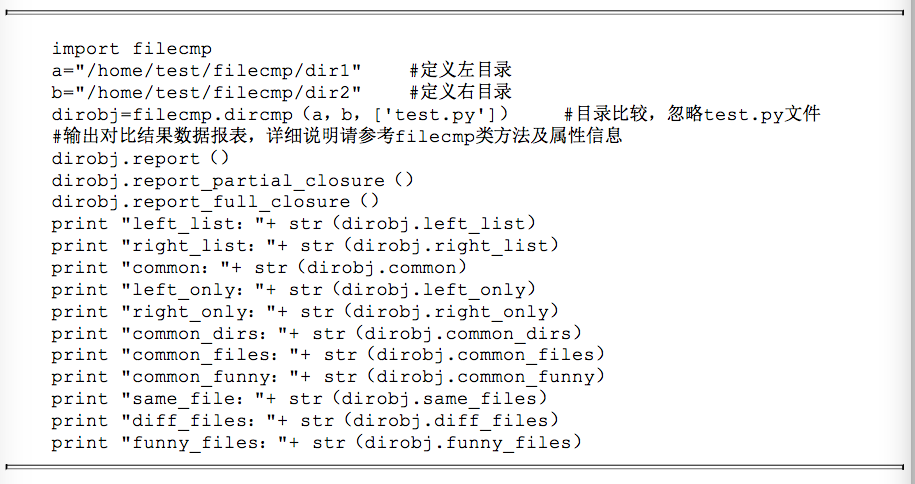 import filecmp
a="/home/test/filecmp/dir1"    #定义左目录
b="/home/test/filecmp/dir2"    #定义右目录
dirobj=filecmp.dircmp（a，b，['test.py']）    #目录比较，忽略test.py文件
#输出对比结果数据报表，详细说明请参考filecmp类方法及属性信息
dirobj.report（）
dirobj.report_partial_closure（）
dirobj.report_full_closure（）
print "left_list："+ str（dirobj.left_list）
print "right_list："+ str（dirobj.right_list）
print "common："+ str（dirobj.common）
print "left_only："+ str（dirobj.left_only）
print "right_only："+ str（dirobj.right_only）
print "common_dirs："+ str（dirobj.common_dirs）
print "common_files："+ str（dirobj.common_files）
print "common_funny："+ str（dirobj.common_funny）
print "same_file："+ str（dirobj.same_files）
print "diff_files："+ str（dirobj.diff_files）
print "funny_files："+ str（dirobj.funny_files）